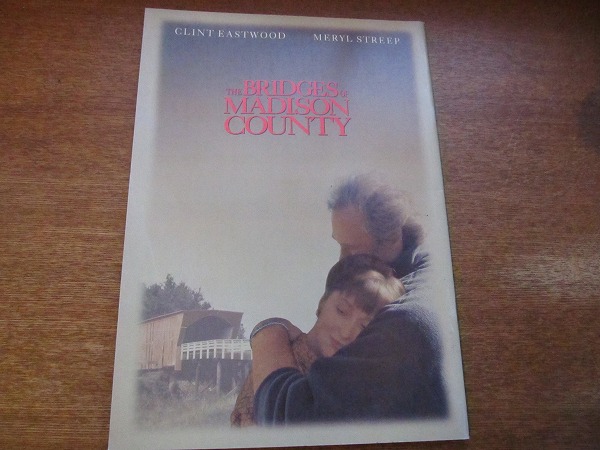 CLINT EASTWOOD MERYL STREEP
THE BRIDGES OF
MADISON
COUNTY